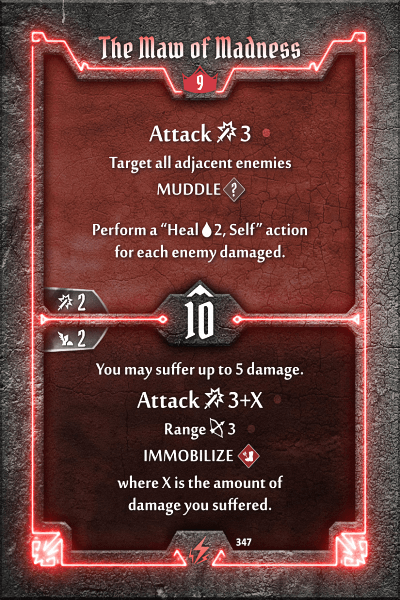 The Maw of Madness
9
Attack 3
Target all adjacent enemies
MUDDLE ?
Perform a “Heal 2, Self” action
for each enemy damaged.
2
10
2
You may suffer up to 5 damage.
Attack 3+X
Range 3
IMMOBILIZE
where X is the amount of
damage you suffered.
347